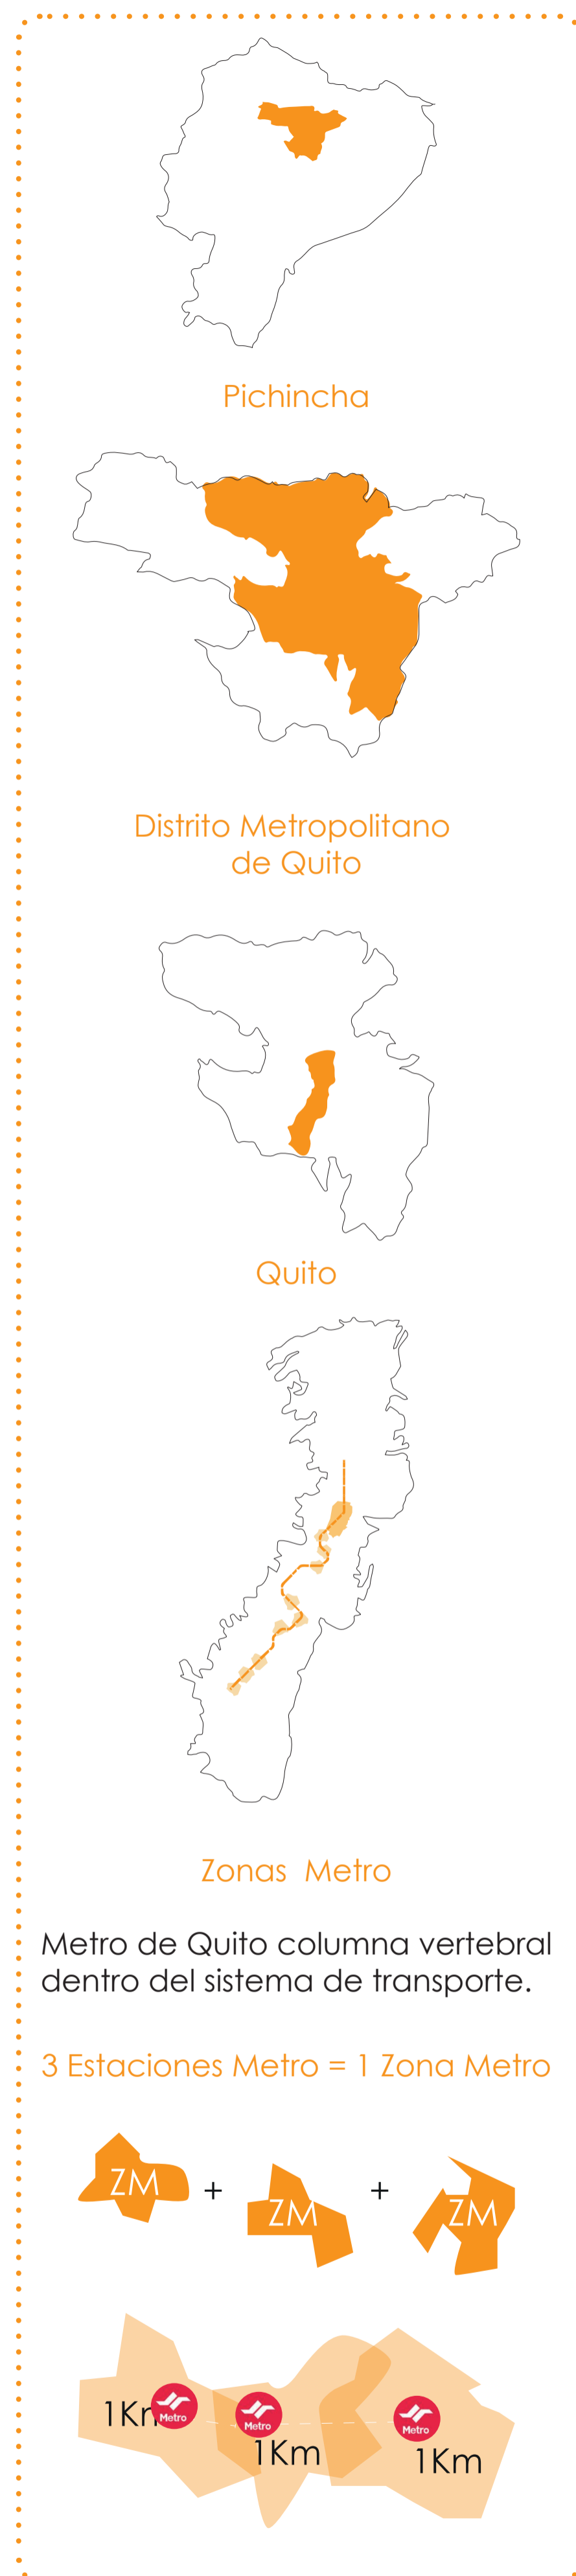 Pichincha
Distrito Metropolitano
de Quito
Quito
Zonas Metro
Metro de Quito columna vertebral
dentro del sistema de transporte.
3 Estaciones Metro = 1 Zona Metro
ZM + ZM + ZM
Metro
Metro
Metro
1Km
1Km